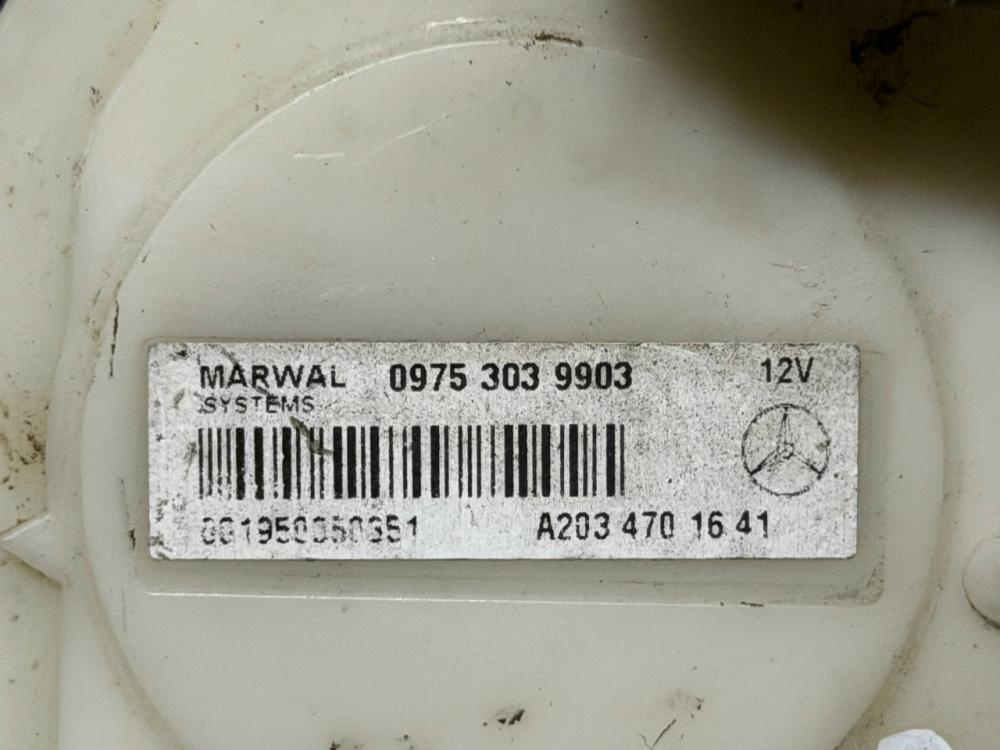 MARWAL 0975 303 9903 12V
SYSTEMS
A203 470 16 41